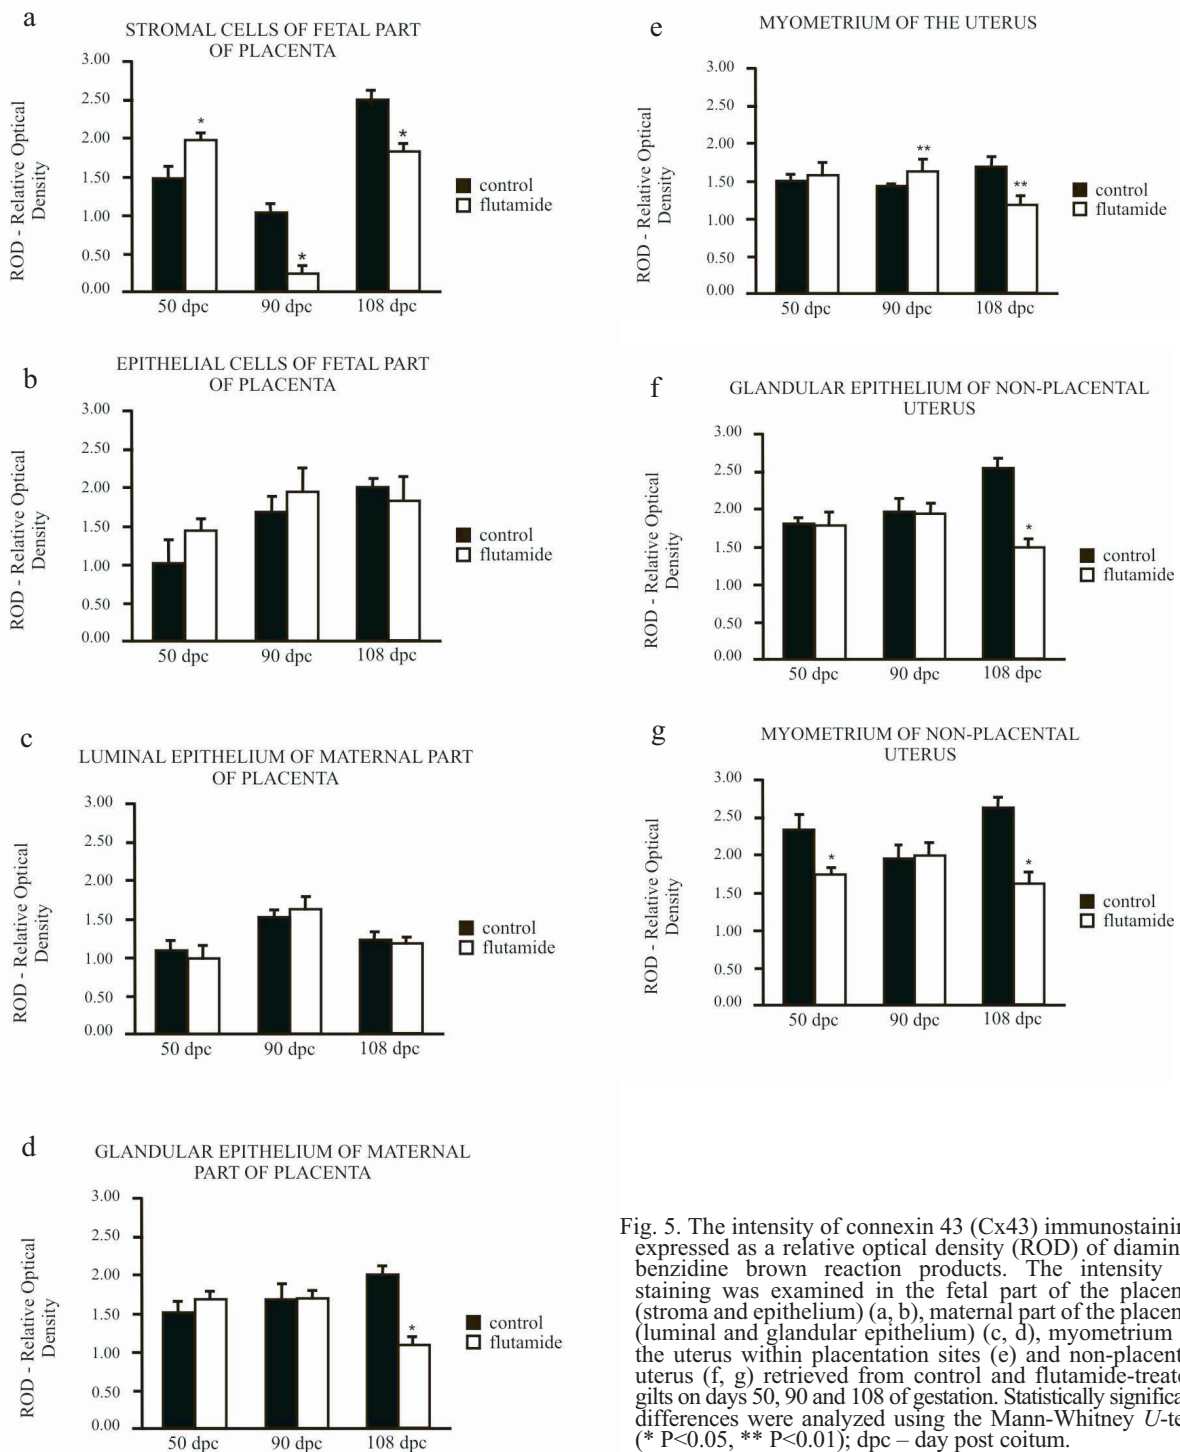 a
STROMAL CELLS OF FETAL PART
OF PLACENTA
ROD - Relative Optical
Density
3.00
2.50
2.00
1.50
1.00
0.50
0.00
*
*
*
50 dpc
90 dpc
108 dpc
control
flutamide
b
EPITHELIAL CELLS OF FETAL PART
OF PLACENTA
ROD - Relative Optical
Density
3.00
2.50
2.00
1.50
1.00
0.50
0.00
50 dpc
90 dpc
108 dpc
control
flutamide
c
LUMINAL EPITHELIUM OF MATERNAL PART
OF PLACENTA
ROD - Relative Optical
Density
3.00
2.50
2.00
1.50
1.00
0.50
0.00
50 dpc
90 dpc
108 dpc
control
flutamide
d
GLANDULAR EPITHELIUM OF MATERNAL
PART OF PLACENTA
ROD - Relative Optical
Density
3.00
2.50
2.00
1.50
1.00
0.50
0.00
*
50 dpc
90 dpc
108 dpc
control
flutamide
e
MYOMETRIUM OF THE UTERUS
ROD - Relative Optical
Density
3.00
2.50
2.00
1.50
1.00
0.50
0.00
**
**
50 dpc
90 dpc
108 dpc
control
flutamide
f
GLANDULAR EPITHELIUM OF NON-PLACENTAL
UTERUS
ROD - Relative Optical
Density
3.00
2.50
2.00
1.50
1.00
0.50
0.00
*
50 dpc
90 dpc
108 dpc
control
flutamide
g
MYOMETRIUM OF NON-PLACENTAL
UTERUS
ROD - Relative Optical
Density
3.00
2.50
2.00
1.50
1.00
0.50
0.00
*
*
50 dpc
90 dpc
108 dpc
control
flutamide
Fig. 5. The intensity of connexin 43 (Cx43) immunostainin
expressed as a relative optical density (ROD) of diamin
benzidine brown reaction products. The intensity
staining was examined in the fetal part of the placen
(stroma and epithelium) (a, b), maternal part of the placen
(luminal and glandular epithelium) (c, d), myometrium
the uterus within placentation sites (e) and non-placent
uterus (f, g) retrieved from control and flutamide-treate
gilts on days 50, 90 and 108 of gestation. Statistically significa
differences were analyzed using the Mann-Whitney U-te
(* P<0.05, ** P<0.01); dpc – day post coitum.